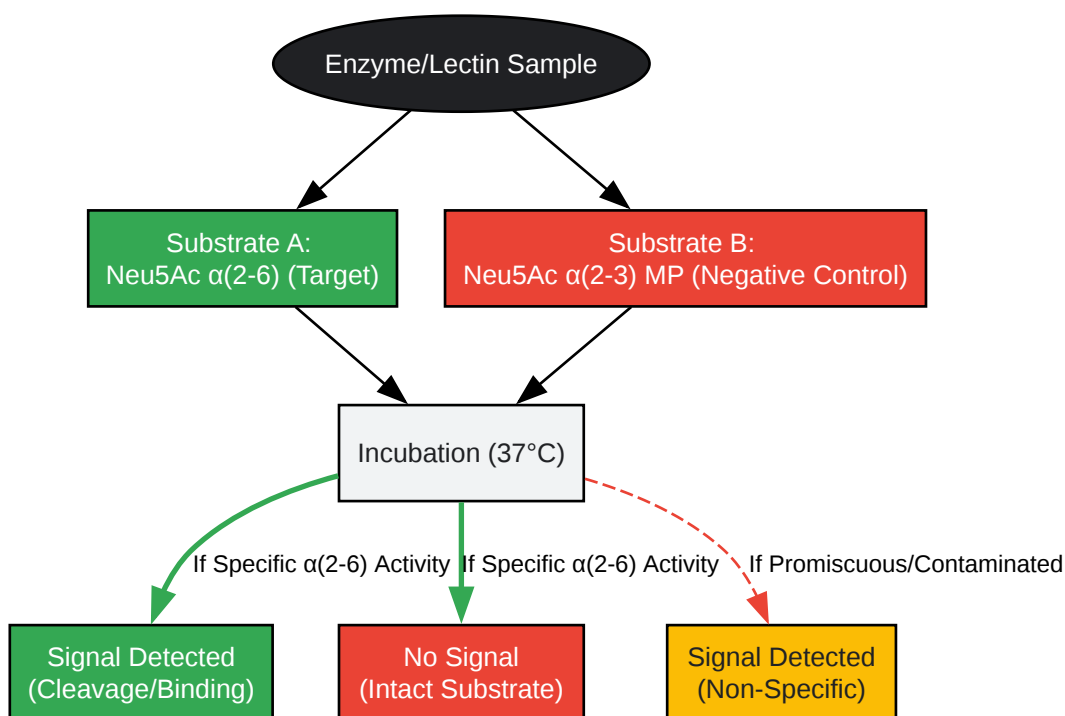 Enzyme/Lectin Sample
Substrate A:
Neu5Ac α(2-6) (Target)
Substrate B:
Neu5Ac α(2-3) MP (Negative Control)
Incubation (37°C)
If Specific α(2-6) Activity
If Specific α(2-6) Activity
If Promiscuous/Contaminated
Signal Detected
(Cleavage/Binding)
No Signal
(Intact Substrate)
Signal Detected
(Non-Specific)